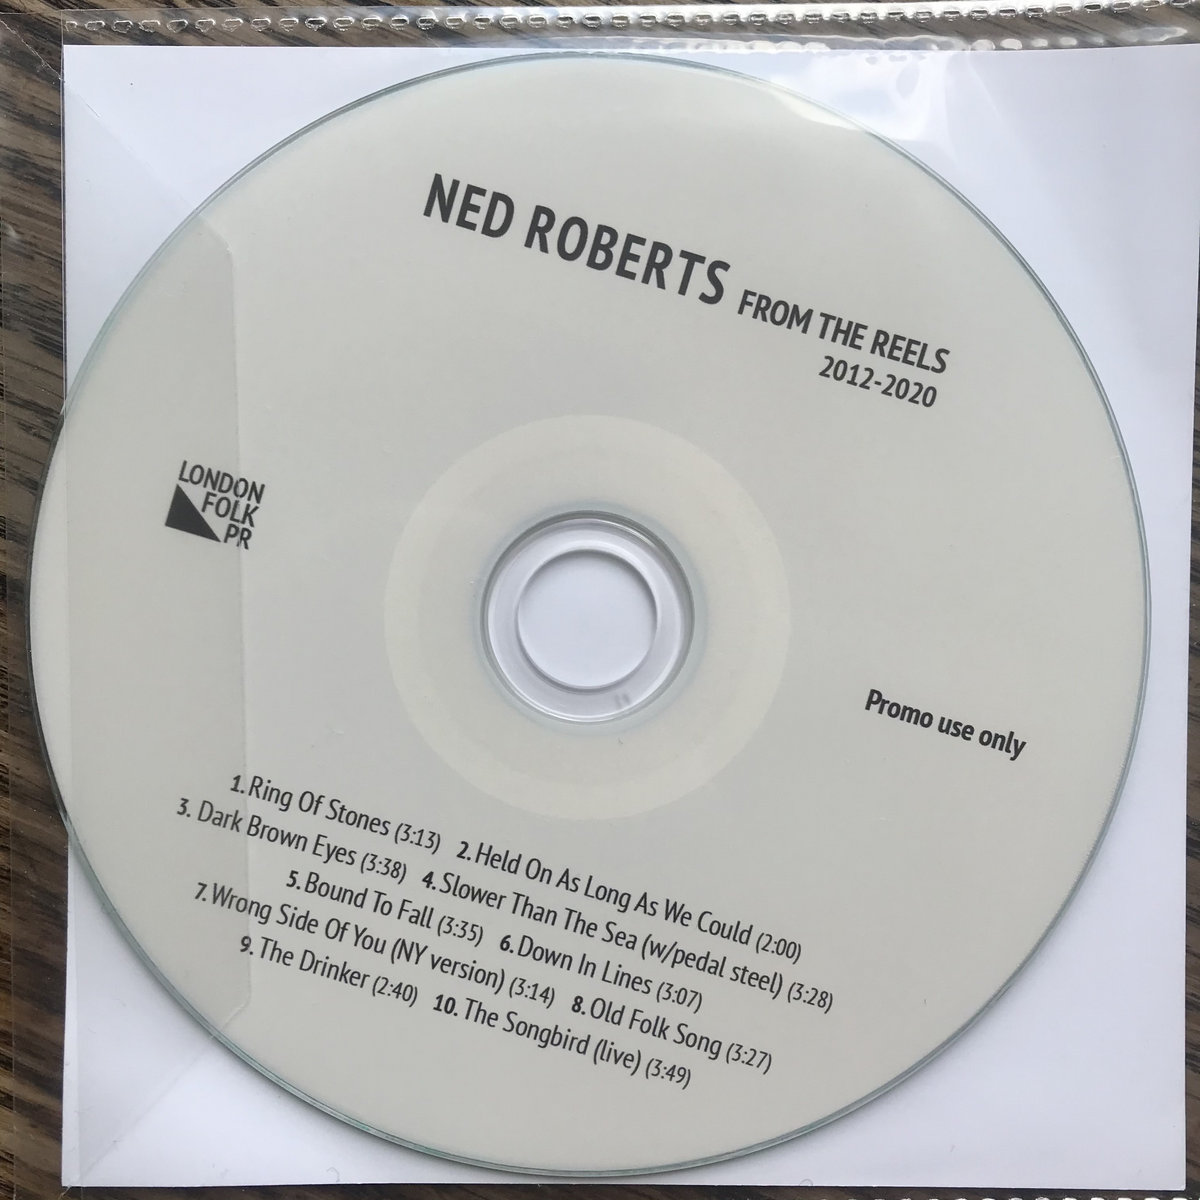 NED ROBERTS FROM THE REELS
2012-2020
LONDON
FOLK
PR
Promo use only
1. Ring Of Stones (3:13) 2. Held On As Long As We Could (2:00)
3. Dark Brown Eyes (3:38) 4. Slower Than The Sea (w/pedal steel) (3:28)
5. Bound To Fall (3:35) 6. Down In Lines (3:07)
7. Wrong Side Of You (NY version) (3:14) 8. Old Folk Song (3:27)
9. The Drinker (2:40) 10. The Songbird (live) (3:49)